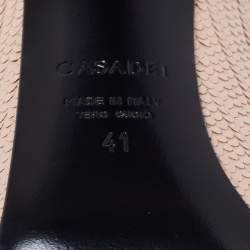 CASADEI
MADE IN ITALY
VERO CUOIO
41